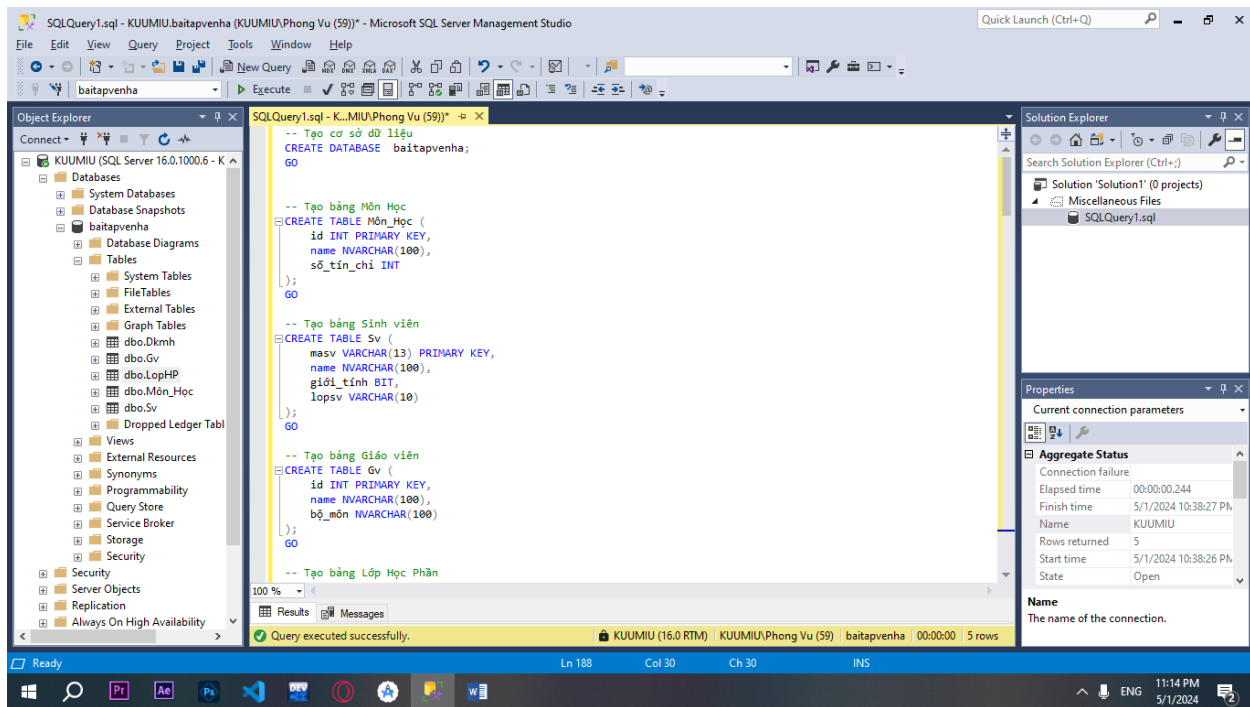 SQLQuery1.sql - KUUMIU.baitapvenha (KUUMIU\Phong Vu (59))* - Microsoft SQL Server Management Studio
Quick Launch (Ctrl+Q)
File Edit View Query Project Tools Window Help
New Query
baitapvenha
Execute
Object Explorer
Connect
KUUMIU (SQL Server 16.0.1000.6 - K
Databases
System Databases
Database Snapshots
baitapvenha
Database Diagrams
Tables
System Tables
FileTables
External Tables
Graph Tables
dbo.Dkmh
dbo.Gv
dbo.LopHP
dbo.Môn_Học
dbo.Sv
Dropped Ledger Tabl
Views
External Resources
Synonyms
Programmability
Query Store
Service Broker
Storage
Security
Security
Server Objects
Replication
Always On High Availability
SQLQuery1.sql - K...MIU\Phong Vu (59))*
-- Tạo cơ sở dữ liệu
CREATE DATABASE baitapvenha;
GO
-- Tạo bảng Môn Học
CREATE TABLE Môn_Học (
id INT PRIMARY KEY,
name NVARCHAR(100),
số_tín_chỉ INT
);
GO
-- Tạo bảng Sinh viên
CREATE TABLE Sv (
masv VARCHAR(13) PRIMARY KEY,
name NVARCHAR(100),
giới_tính BIT,
lopsv VARCHAR(10)
);
GO
-- Tạo bảng Giáo viên
CREATE TABLE Gv (
id INT PRIMARY KEY,
name NVARCHAR(100),
bộ_môn NVARCHAR(100)
);
GO
-- Tạo bảng Lớp Học Phần
100 %
Results Messages
Query executed successfully.
KUUMIU (16.0 RTM) KUUMIU\Phong Vu (59) baitapvenha 00:00:00 5 rows
Solution Explorer
Search Solution Explorer (Ctrl+;)
Solution 'Solution1' (0 projects)
Miscellaneous Files
SQLQuery1.sql
Properties
Current connection parameters
Aggregate Status
Connection failure
Elapsed time 00:00:00.244
Finish time 5/1/2024 10:38:27 PM
Name KUUMIU
Rows returned 5
Start time 5/1/2024 10:38:26 PM
State Open
Name
The name of the connection.
Ready
Ln 188 Col 30 Ch 30 INS
Pr Ae Ps DEV
ENG
11:14 PM
5/1/2024
2